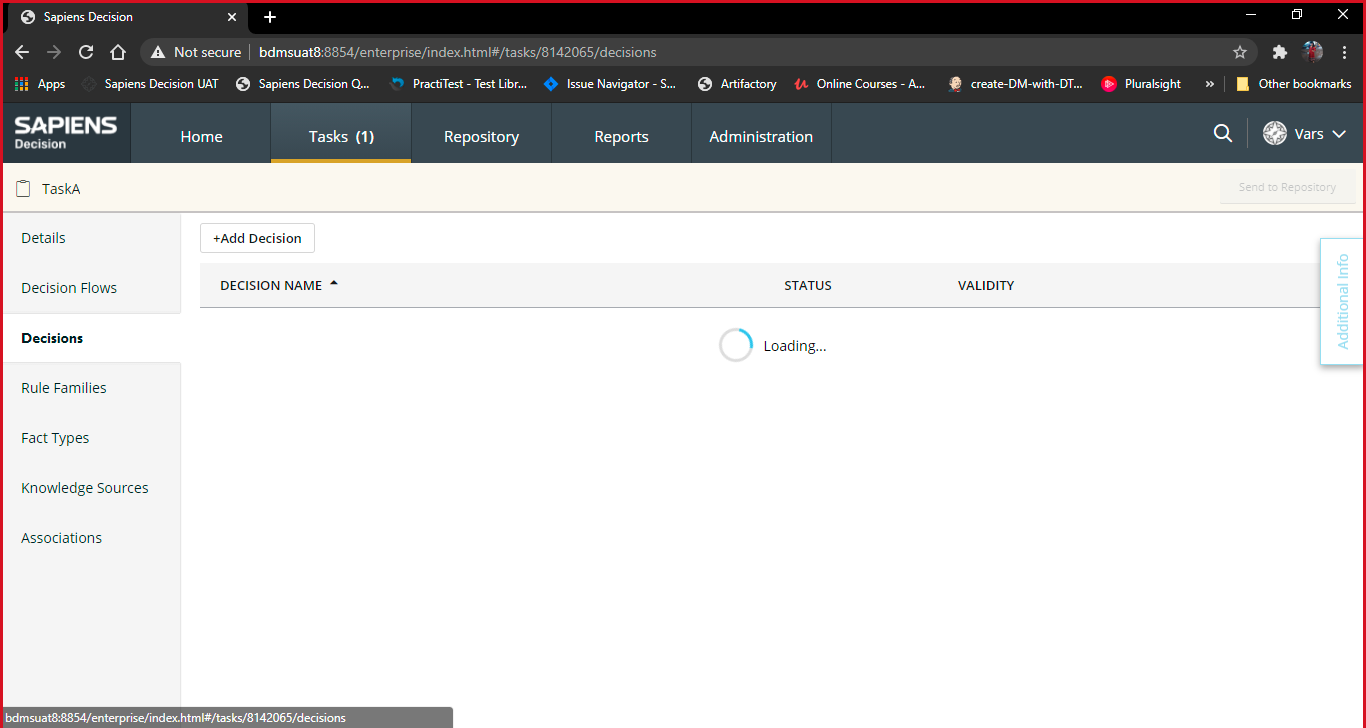 Sapiens Decision
Not secure bdmsuat8:8854/enterprise/index.html#/tasks/8142065/decisions
Apps Sapiens Decision UAT Sapiens Decision Q... PractiTest - Test Libr... Issue Navigator - S... Artifactory Online Courses - A... create-DM-with-DT... Pluralsight » Other bookmarks
SAPIENS
Decision
Home Tasks (1) Repository Reports Administration Vars
TaskA Send to Repository
Details
Decision Flows
Decisions
Rule Families
Fact Types
Knowledge Sources
Associations
+Add Decision
DECISION NAME STATUS VALIDITY
Loading...
Additional Info
bdmsuat8:8854/enterprise/index.html#/tasks/8142065/decisions